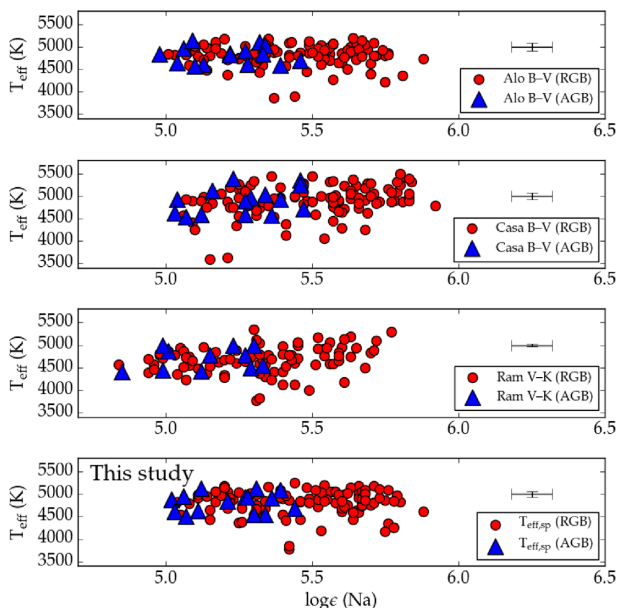 5500
5000
4500
4000
3500
T_eff (K)
Alo B–V (RGB)
Alo B–V (AGB)
5.0 5.5 6.0 6.5
5500
5000
4500
4000
3500
T_eff (K)
Casa B–V (RGB)
Casa B–V (AGB)
5.0 5.5 6.0 6.5
5500
5000
4500
4000
3500
T_eff (K)
Ram V–K (RGB)
Ram V–K (AGB)
5.0 5.5 6.0 6.5
This study
5500
5000
4500
4000
3500
T_eff (K)
T_eff,sp (RGB)
T_eff,sp (AGB)
5.0 5.5 6.0 6.5
logϵ (Na)